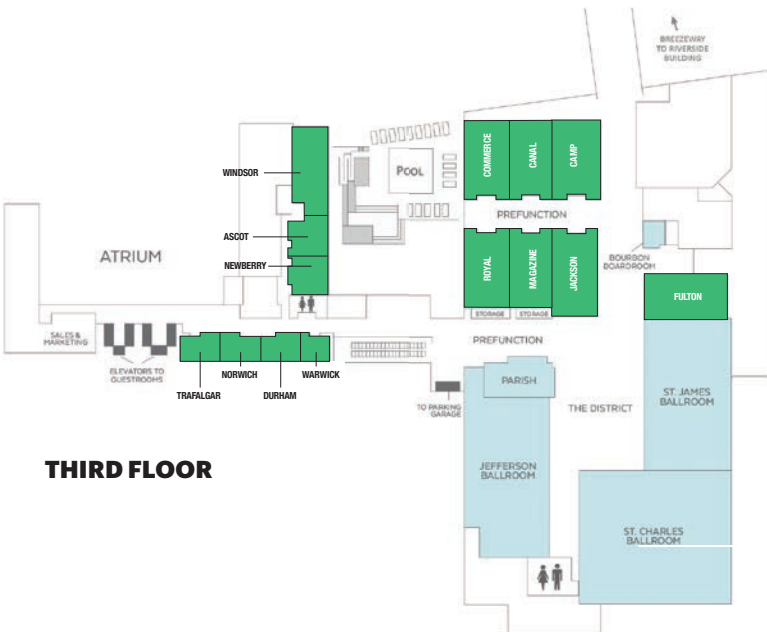 BREEZEWAY
TO RIVERSIDE
BUILDING
WINDSOR
POOL
COMMERCE
CANAL
CAMP
PREFUNCTION
ASCOT
ATRIUM
NEWBERRY
ROYAL
MAGAZINE
JACKSON
BOURBON
BOARDROOM
FULTON
STORAGE
STORAGE
SALES &
MARKETING
PREFUNCTION
ELEVATORS TO
GUESTROOMS
NORWICH
WARWICK
TRAFALGAR
DURHAM
PARISH
TO PARKING
GARAGE
THE DISTRICT
ST. JAMES
BALLROOM
THIRD FLOOR
JEFFERSON
BALLROOM
ST. CHARLES
BALLROOM